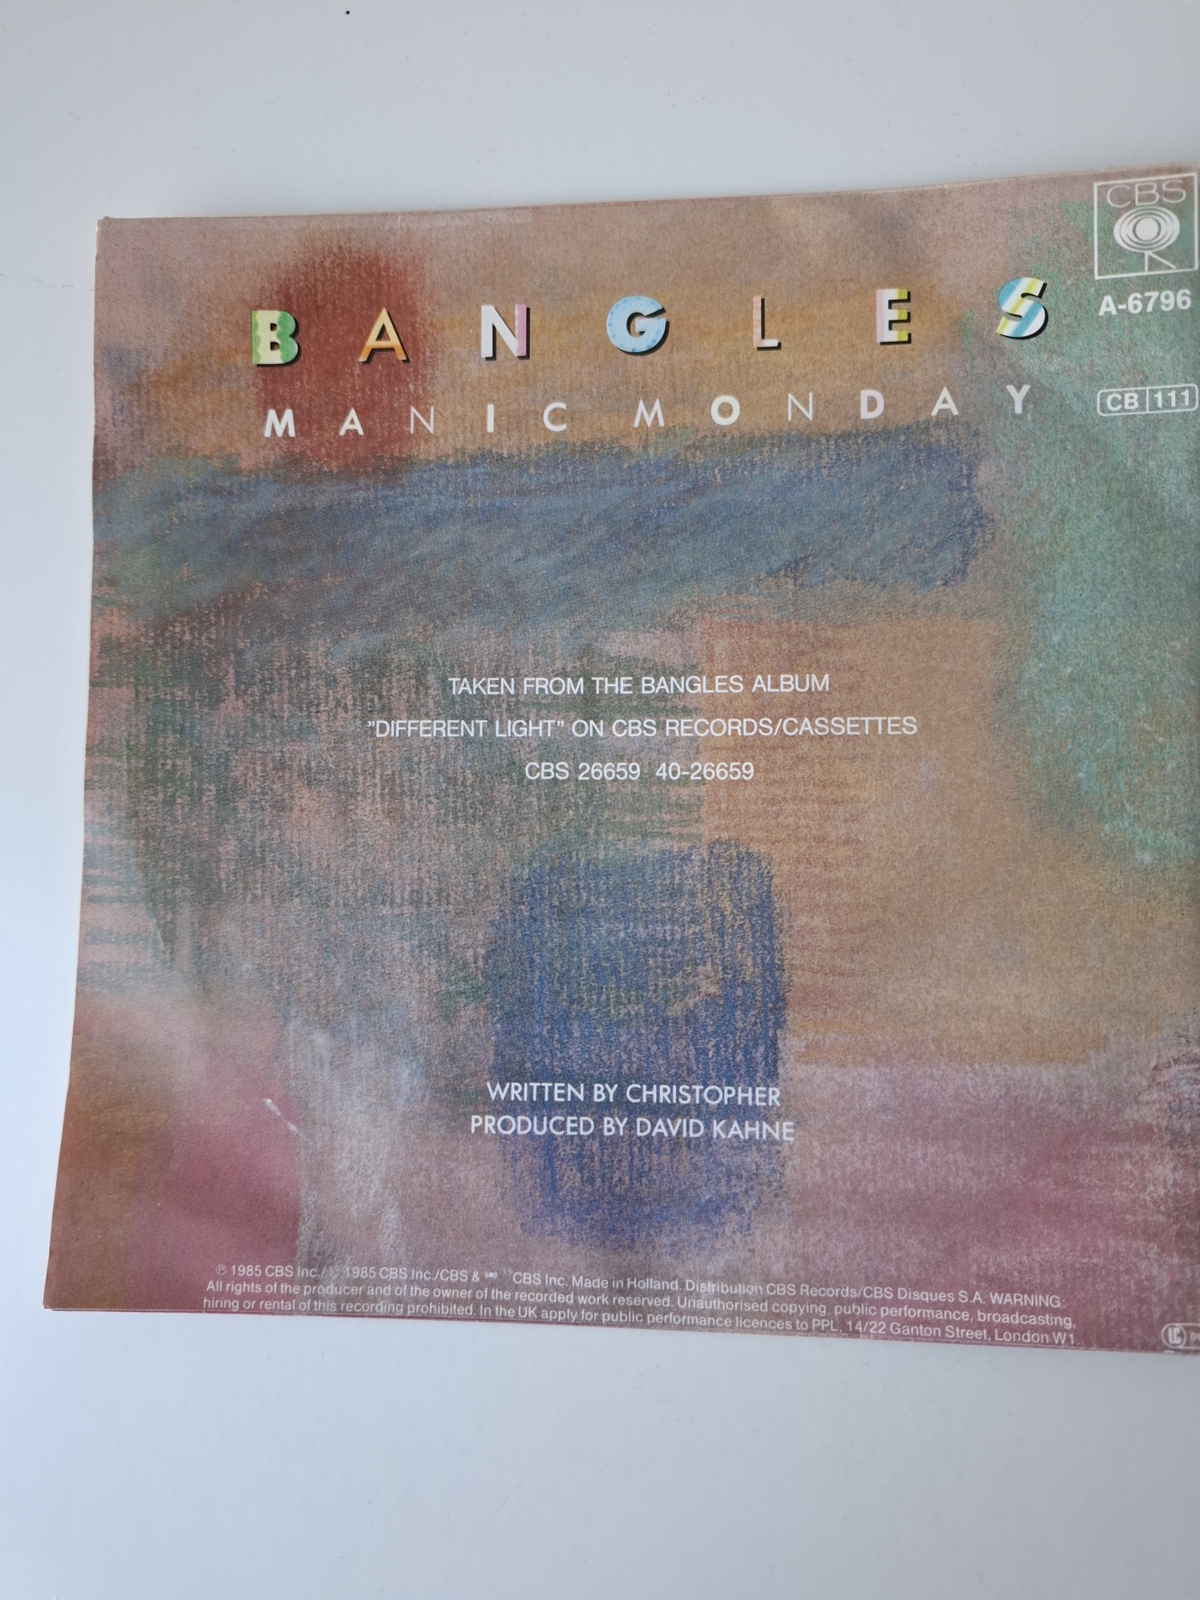 CBS
A-6796
BANGLES
CB 111
MANIC MONDAY
TAKEN FROM THE BANGLES ALBUM
"DIFFERENT LIGHT" ON CBS RECORDS/CASSETTES
CBS 26659 40-26659
WRITTEN BY CHRISTOPHER
PRODUCED BY DAVID KAHNE
℗ 1985 CBS Inc./ 1985 CBS Inc./CBS & CBS Inc. Made in Holland. Distribution CBS Records/CBS Disques S.A. WARNING:
All rights of the producer and of the owner of the recorded work reserved. Unauthorised copying, public performance, broadcasting,
hiring or rental of this recording prohibited. In the UK apply for public performance licences to PPL, 14/22 Ganton Street, London W1.
LC